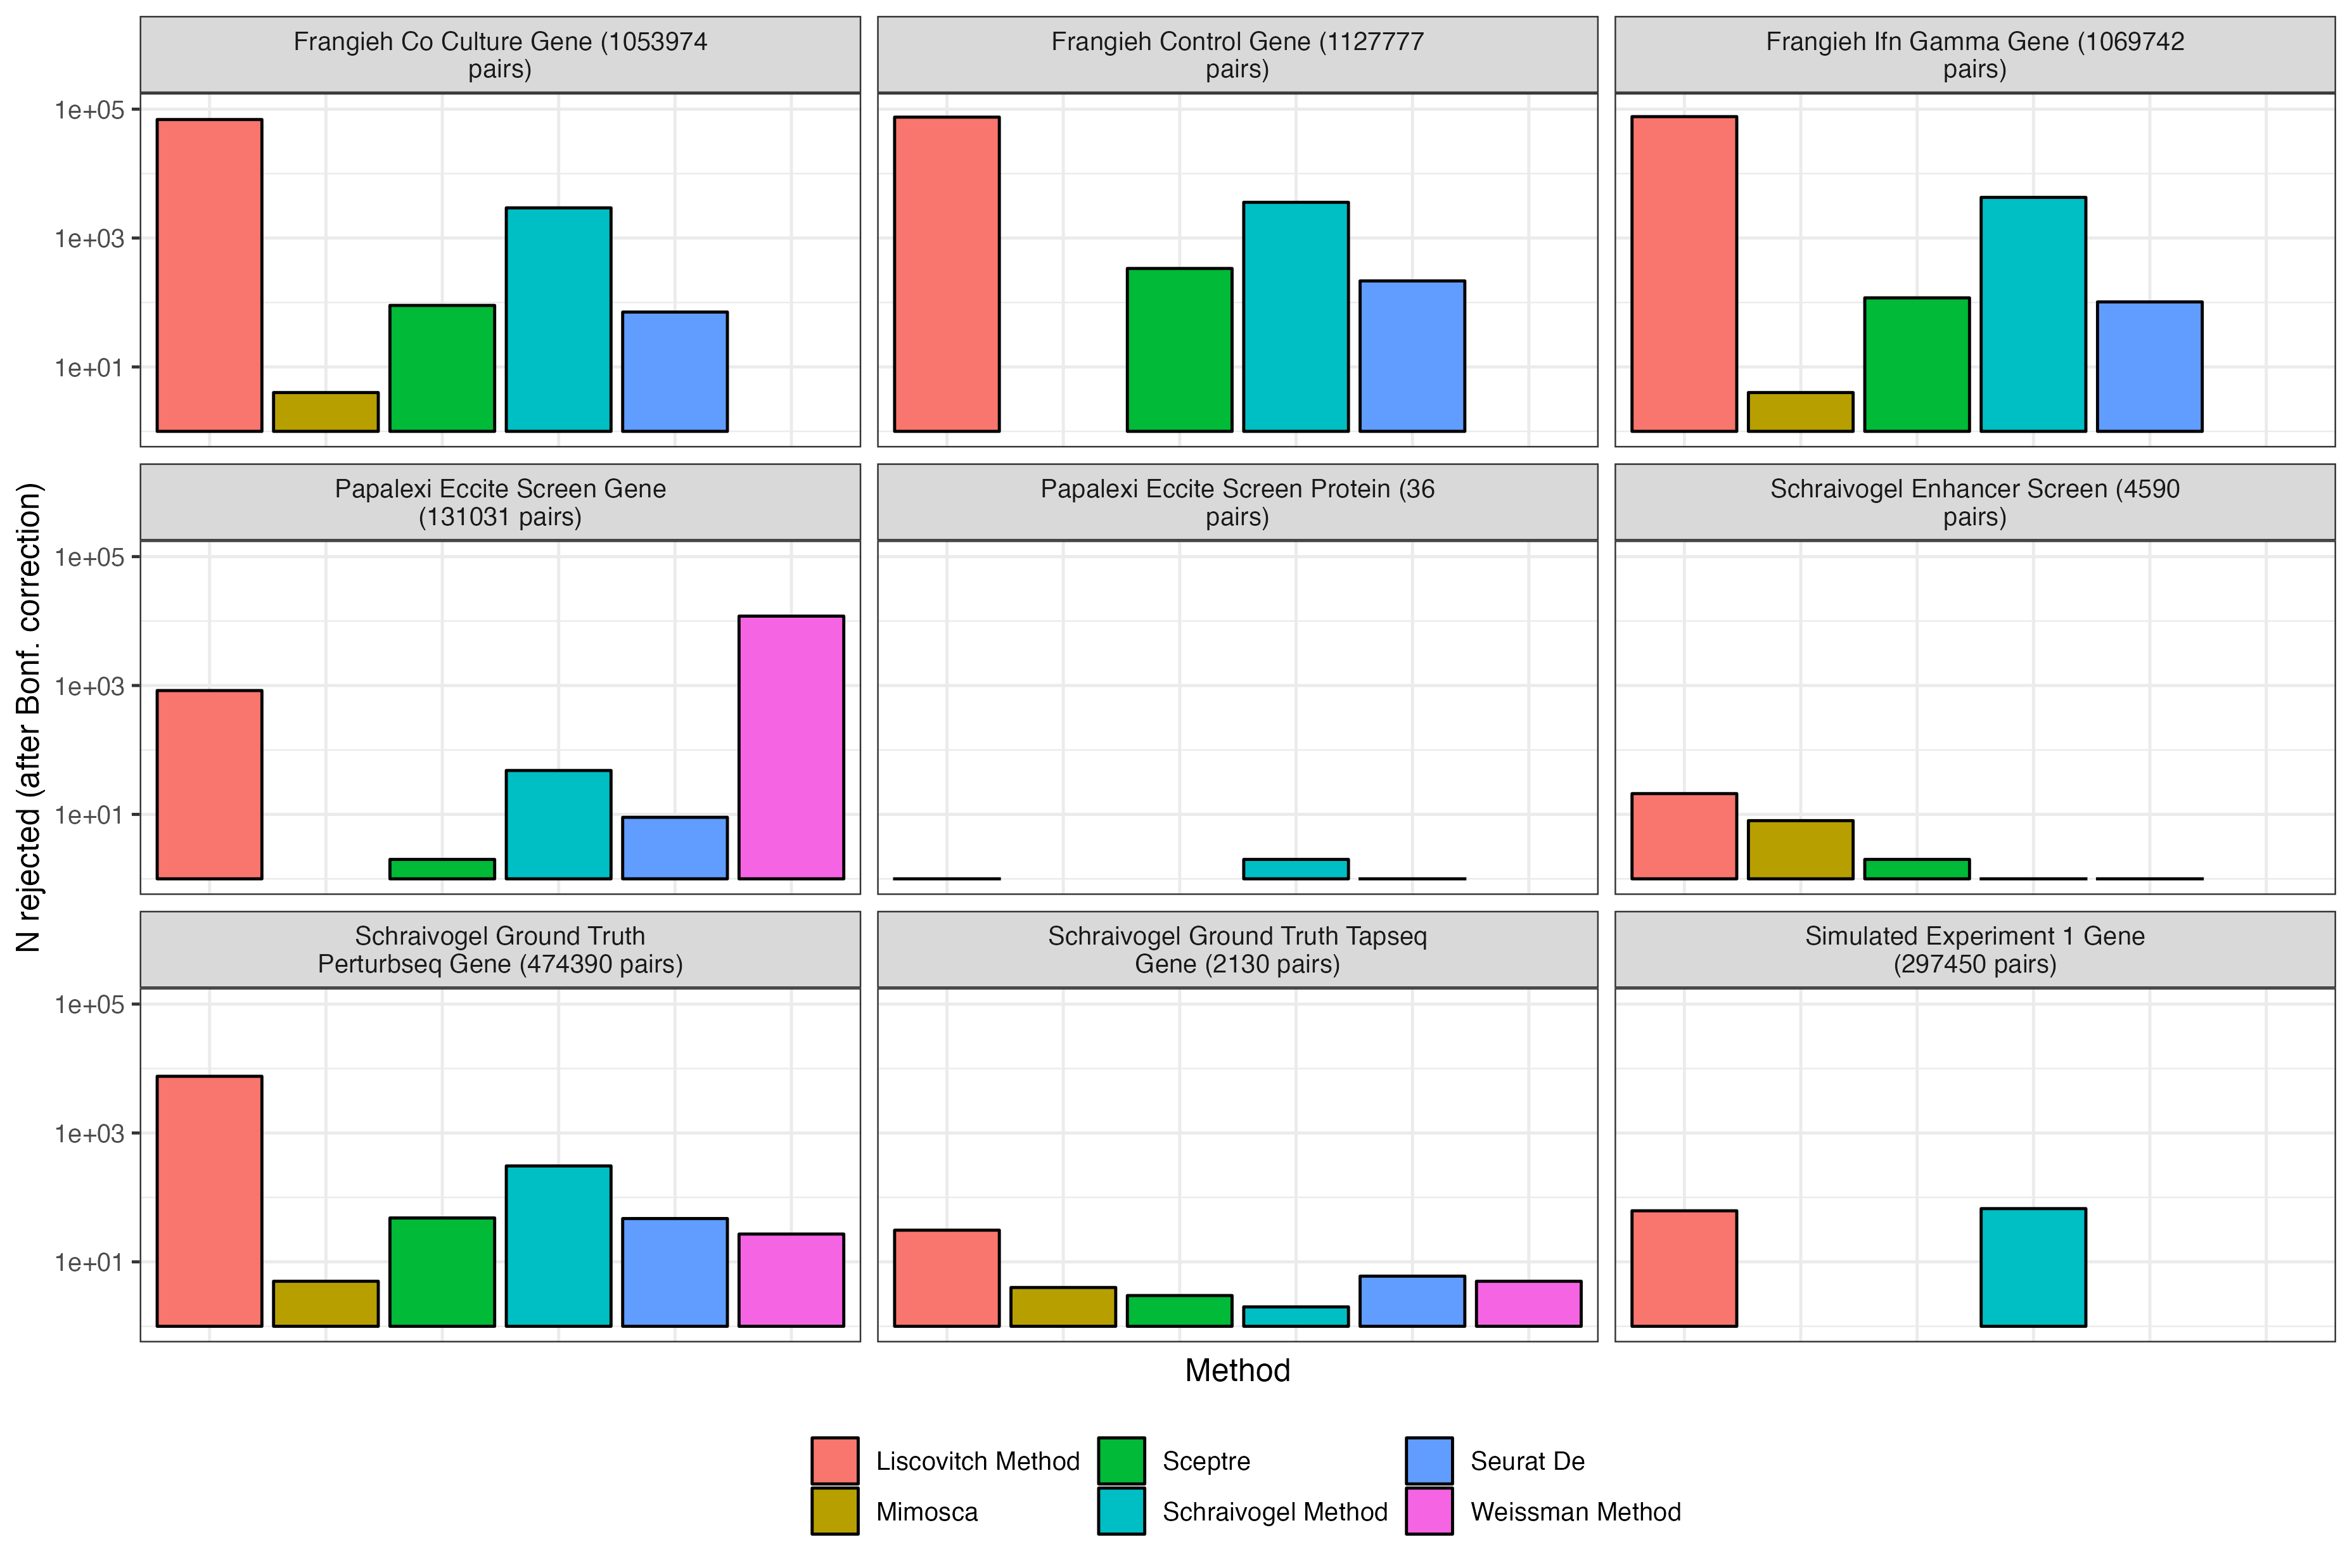 Frangieh Co Culture Gene (1053974
pairs)
Frangieh Control Gene (1127777
pairs)
Frangieh Ifn Gamma Gene (1069742
pairs)
1e+05
1e+03
1e+01
Papalexi Eccite Screen Gene
(131031 pairs)
Papalexi Eccite Screen Protein (36
pairs)
Schraivogel Enhancer Screen (4590
pairs)
1e+05
1e+03
1e+01
Schraivogel Ground Truth
Perturbseq Gene (474390 pairs)
Schraivogel Ground Truth Tapseq
Gene (2130 pairs)
Simulated Experiment 1 Gene
(297450 pairs)
1e+05
1e+03
1e+01
N rejected (after Bonf. correction)
Method
Liscovitch Method
Sceptre
Seurat De
Mimosca
Schraivogel Method
Weissman Method